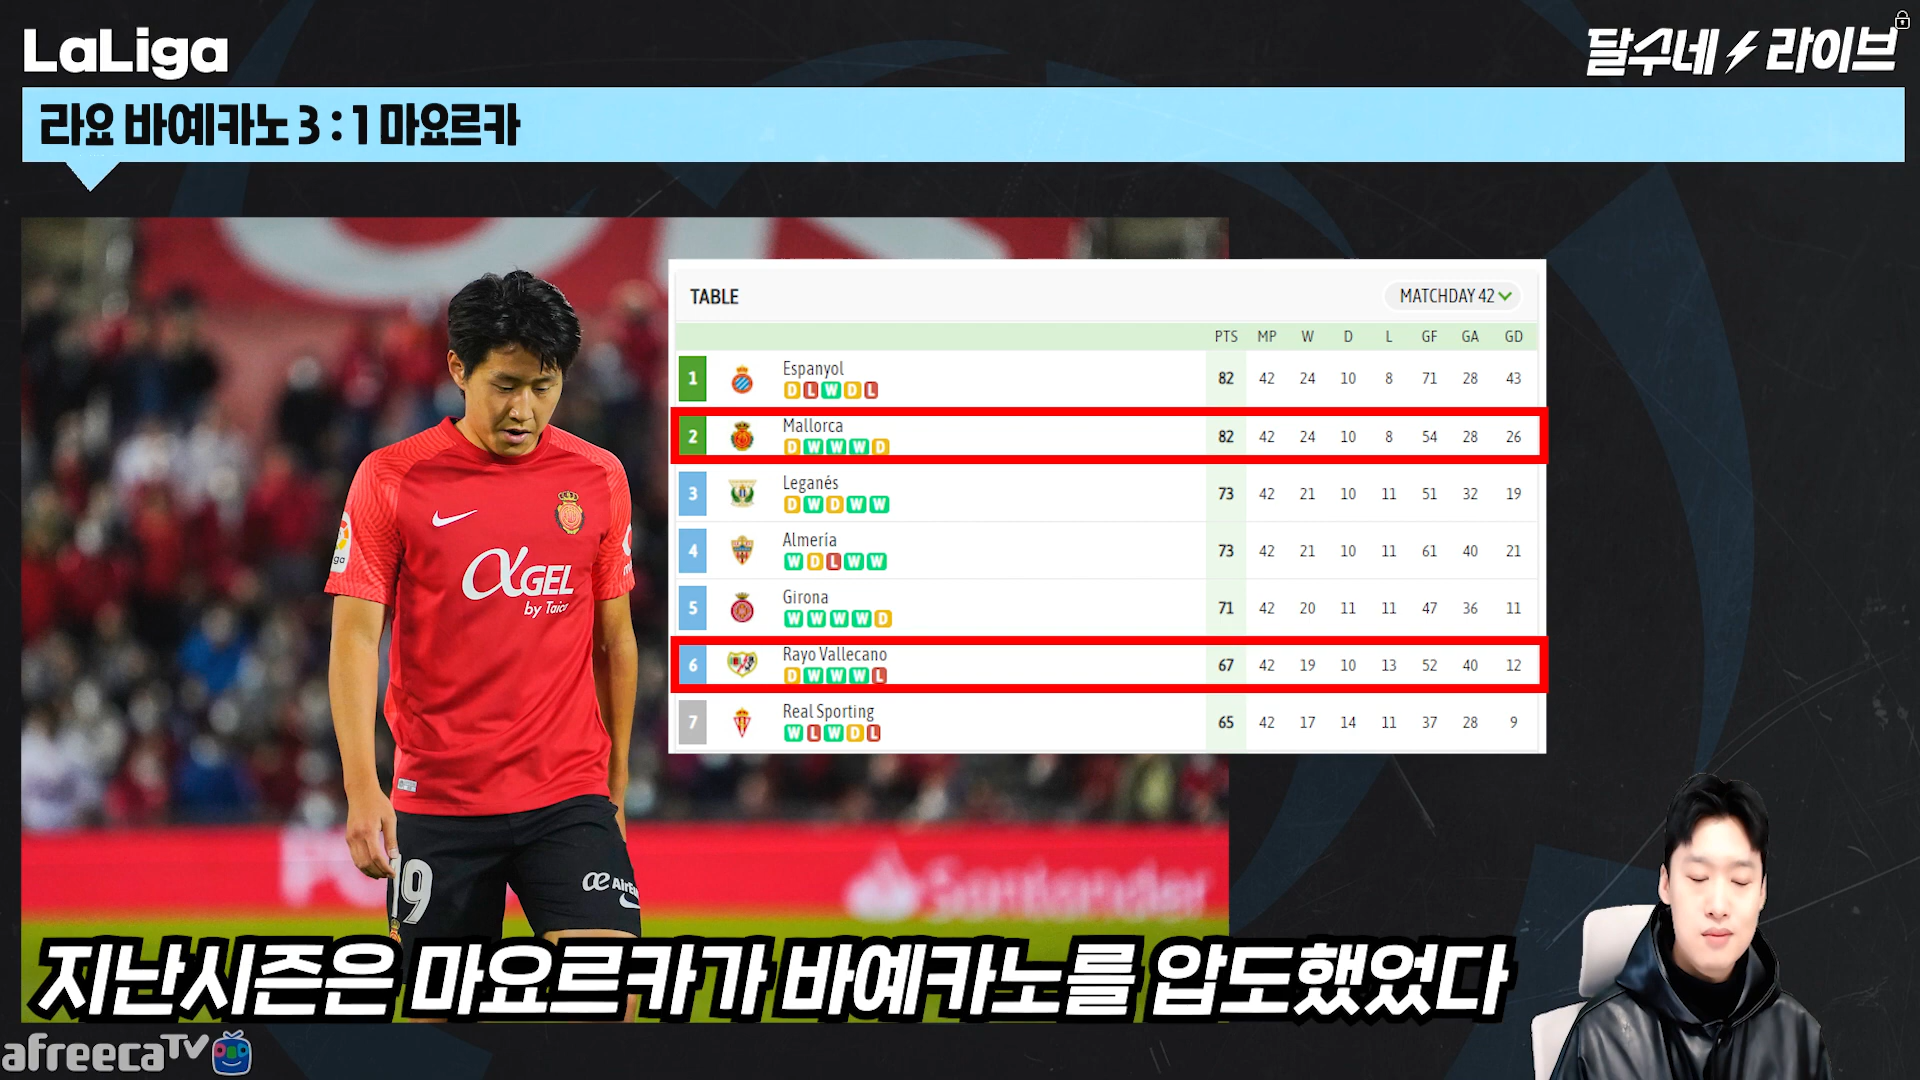 LaLiga
달수네 라이브
라요 바예카노 3 : 1 마요르카
TABLE
MATCHDAY 42
PTS MP W D L GF GA GD
1 Espanyol 82 42 24 10 8 71 28 43
D L W D L
2 Mallorca 82 42 24 10 8 54 28 26
D W W W D
3 Leganés 73 42 21 10 11 51 32 19
D W D W W
4 Almería 73 42 21 10 11 61 40 21
W D L W W
5 Girona 71 42 20 11 11 47 36 11
W W W W D
6 Rayo Vallecano 67 42 19 10 13 52 40 12
D W W W L
7 Real Sporting 65 42 17 14 11 37 28 9
W L W D L
αGEL
by Taica
19
Santander
지난시즌은 마요르카가 바예카노를 압도했었다
afreecaTV